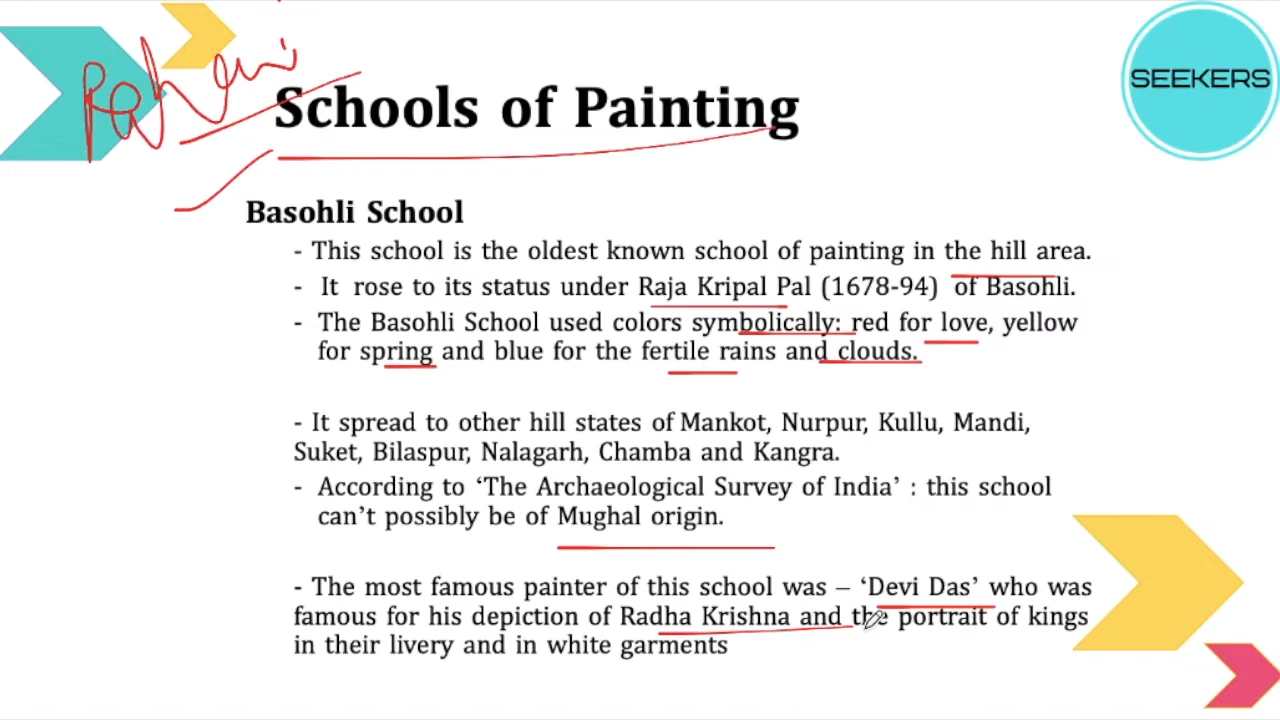 Pahari
SEEKERS
Schools of Painting
Basohli School
- This school is the oldest known school of painting in the hill area.
- It rose to its status under Raja Kripal Pal (1678-94) of Basohli.
- The Basohli School used colors symbolically: red for love, yellow
for spring and blue for the fertile rains and clouds.
- It spread to other hill states of Mankot, Nurpur, Kullu, Mandi,
Suket, Bilaspur, Nalagarh, Chamba and Kangra.
- According to ‘The Archaeological Survey of India’ : this school
can’t possibly be of Mughal origin.
- The most famous painter of this school was – ‘Devi Das’ who was
famous for his depiction of Radha Krishna and the portrait of kings
in their livery and in white garments